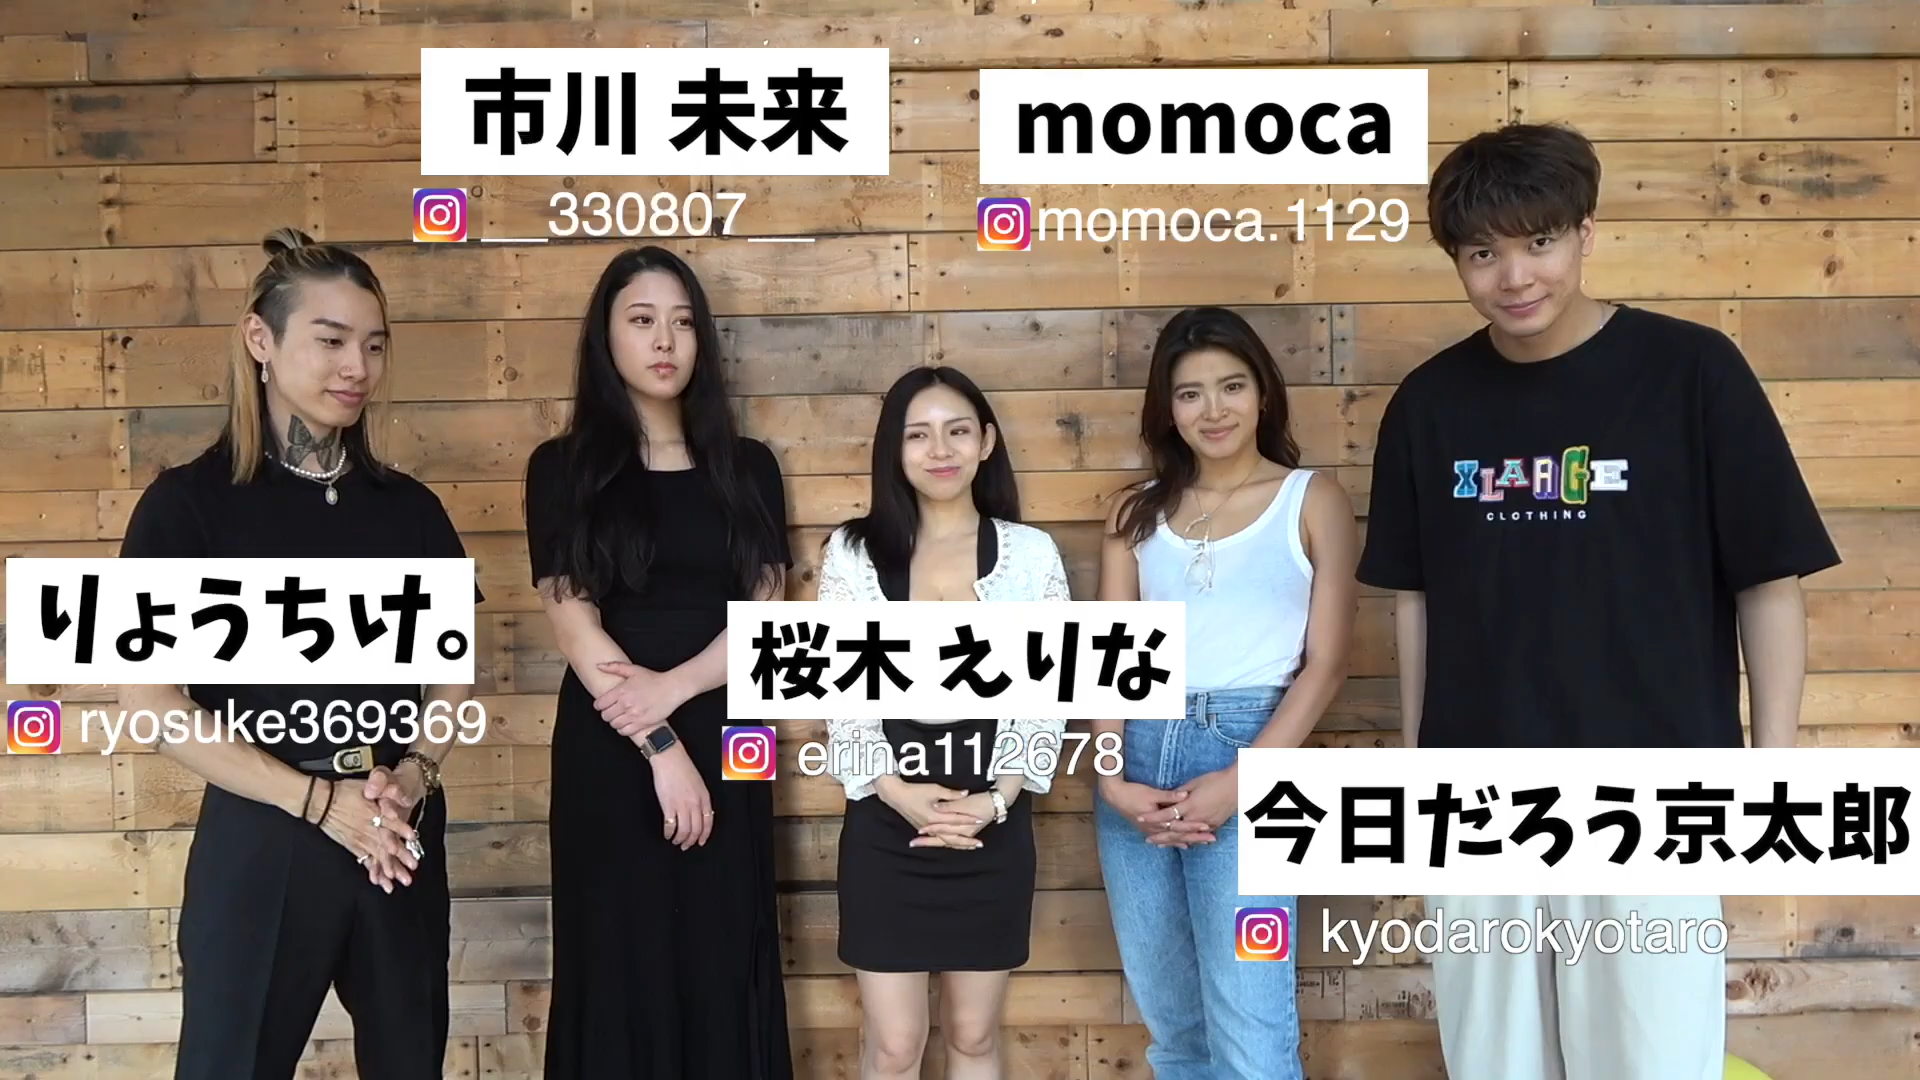 市川 未来
__330807__
momoca
momoca.1129
XLARGE
CLOTHING
りょうちけ。
ryosuke369369
桜木 えりな
erina112678
今日だろう京太郎
kyodarokyotaro